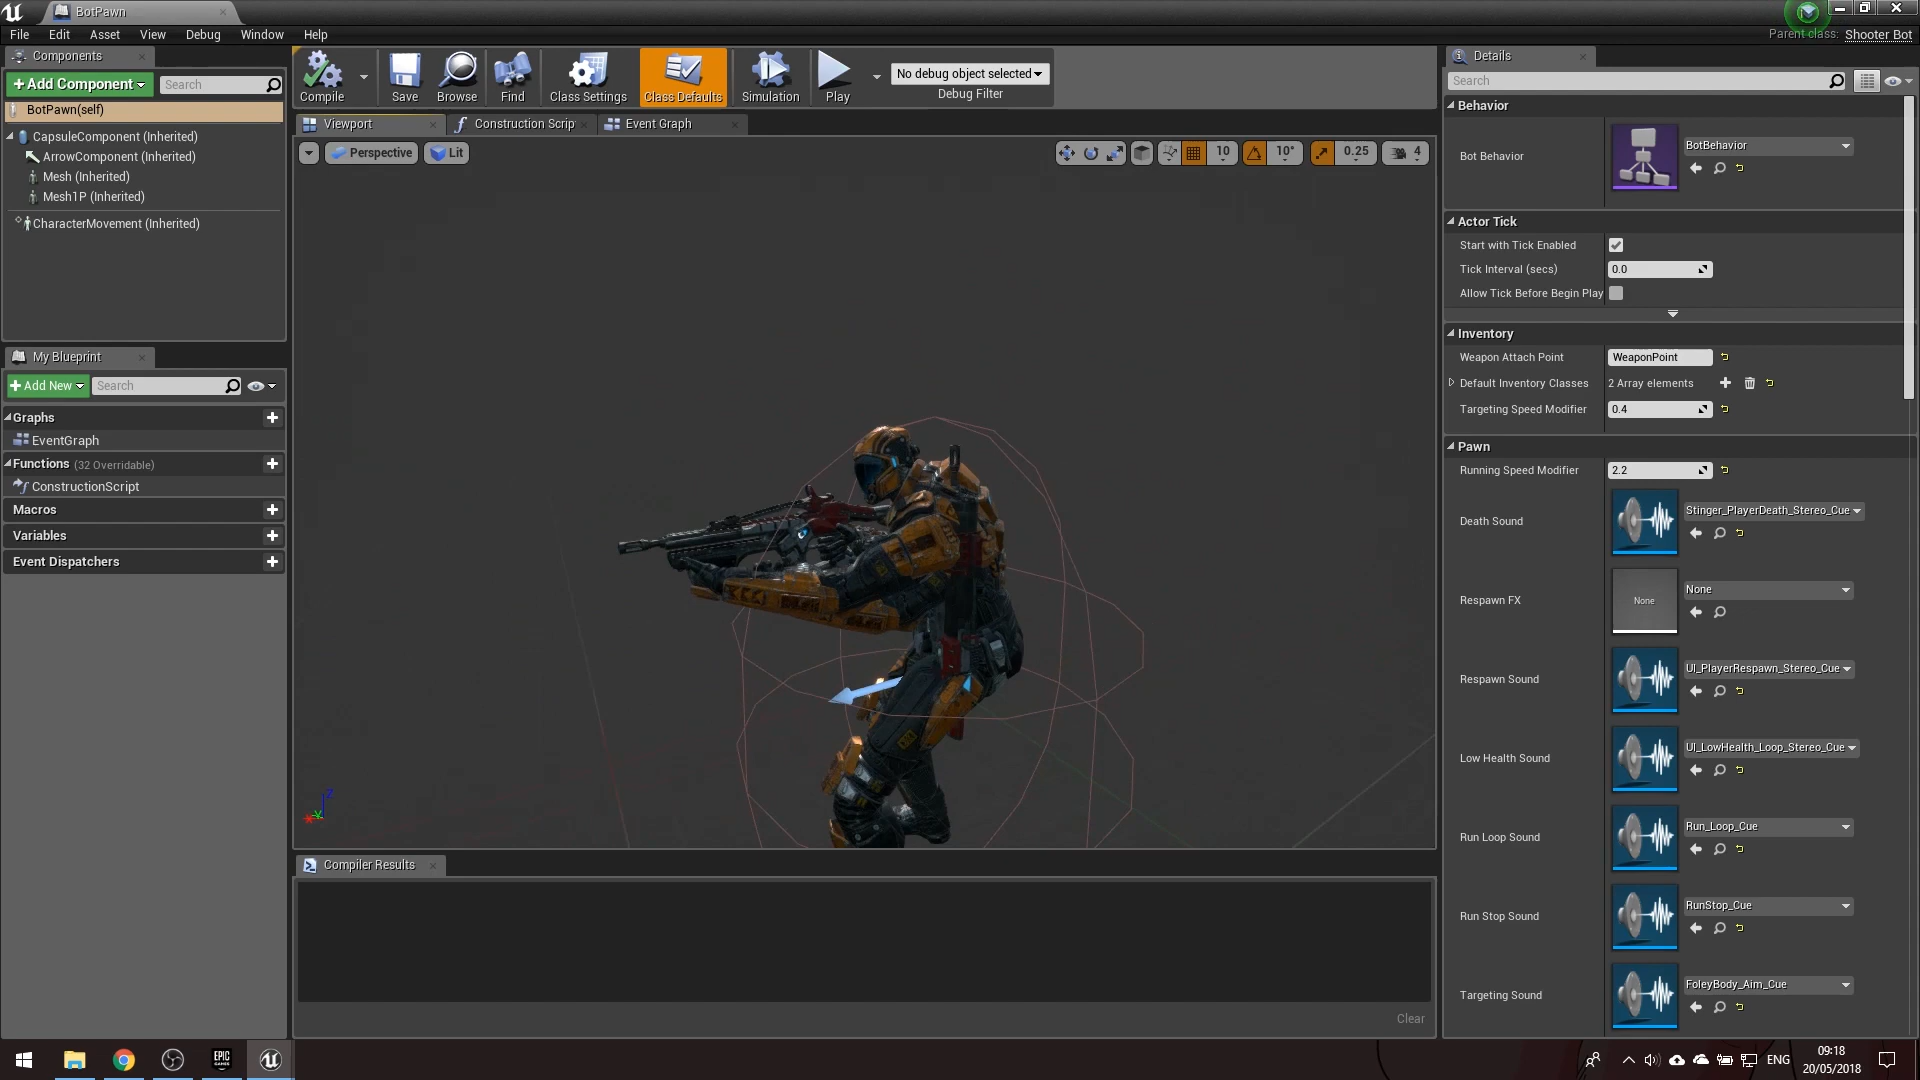 BotPawn
File Edit Asset View Debug Window Help
Parent class: Shooter Bot
Components
+Add Component
Search
BotPawn(self)
CapsuleComponent (Inherited)
ArrowComponent (Inherited)
Mesh (Inherited)
Mesh1P (Inherited)
CharacterMovement (Inherited)
My Blueprint
+Add New
Search
Graphs
EventGraph
Functions (32 Overridable)
ConstructionScript
Macros
Variables
Event Dispatchers
Compile Save Browse Find Class Settings Class Defaults Simulation Play
No debug object selected
Debug Filter
Viewport Construction Scrip Event Graph
Perspective Lit
10 10° 0.25 4
Z
Compiler Results
Clear
Details
Search
Behavior
Bot Behavior BotBehavior
Actor Tick
Start with Tick Enabled
Tick Interval (secs) 0.0
Allow Tick Before Begin Play
Inventory
Weapon Attach Point WeaponPoint
Default Inventory Classes 2 Array elements
Targeting Speed Modifier 0.4
Pawn
Running Speed Modifier 2.2
Death Sound Stinger_PlayerDeath_Stereo_Cue
Respawn FX None None
Respawn Sound UI_PlayerRespawn_Stereo_Cue
Low Health Sound UI_LowHealth_Loop_Stereo_Cue
Run Loop Sound Run_Loop_Cue
Run Stop Sound RunStop_Cue
Targeting Sound FoleyBody_Aim_Cue
EPIC
GAMES
ENG
09:18
20/05/2018